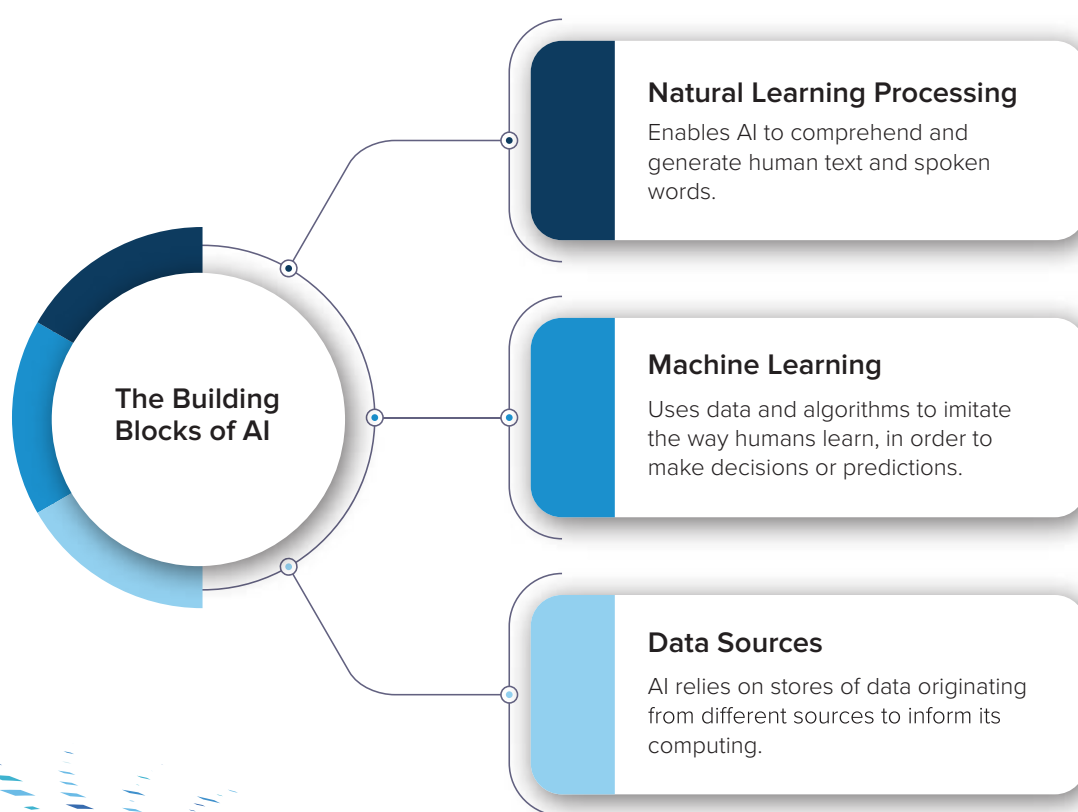 The Building
Blocks of AI
Natural Learning Processing
Enables AI to comprehend and
generate human text and spoken
words.
Machine Learning
Uses data and algorithms to imitate
the way humans learn, in order to
make decisions or predictions.
Data Sources
AI relies on stores of data originating
from different sources to inform its
computing.